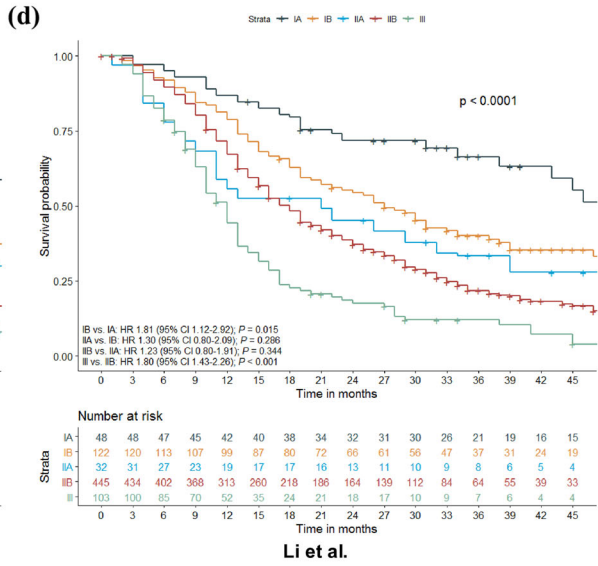 (d)
Strata IA IB IIA IIB III
1.00
0.75
0.50
0.25
0.00
Survival probability
p < 0.0001
IB vs. IA: HR 1.81 (95% CI 1.12-2.92); P = 0.015
IIA vs. IB: HR 1.30 (95% CI 0.80-2.09); P = 0.286
IIB vs. IIA: HR 1.23 (95% CI 0.80-1.91); P = 0.344
III vs. IIB: HR 1.80 (95% CI 1.43-2.26); P < 0.001
0 3 6 9 12 15 18 21 24 27 30 33 36 39 42 45
Time in months
Number at risk
Strata
IA 48 48 47 45 42 40 38 34 32 31 30 26 21 19 16 15
IB 122 120 113 107 99 87 80 72 66 61 56 47 37 31 24 19
IIA 32 31 27 23 19 17 17 16 13 11 10 9 8 6 5 4
IIB 445 434 402 368 313 260 218 186 164 139 112 84 64 55 39 33
III 103 100 85 70 52 35 24 21 18 17 10 9 7 6 4 4
0 3 6 9 12 15 18 21 24 27 30 33 36 39 42 45
Time in months
Li et al.